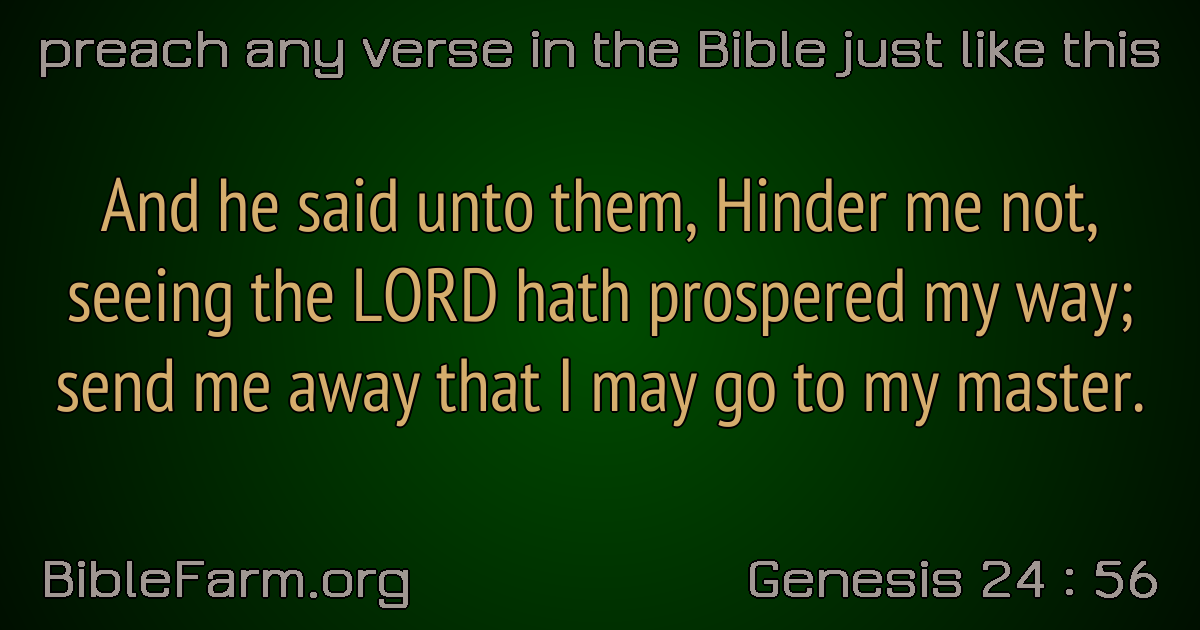 preach any verse in the Bible just like this
And he said unto them, Hinder me not,
seeing the LORD hath prospered my way;
send me away that I may go to my master.
BibleFarm.org
Genesis 24 : 56